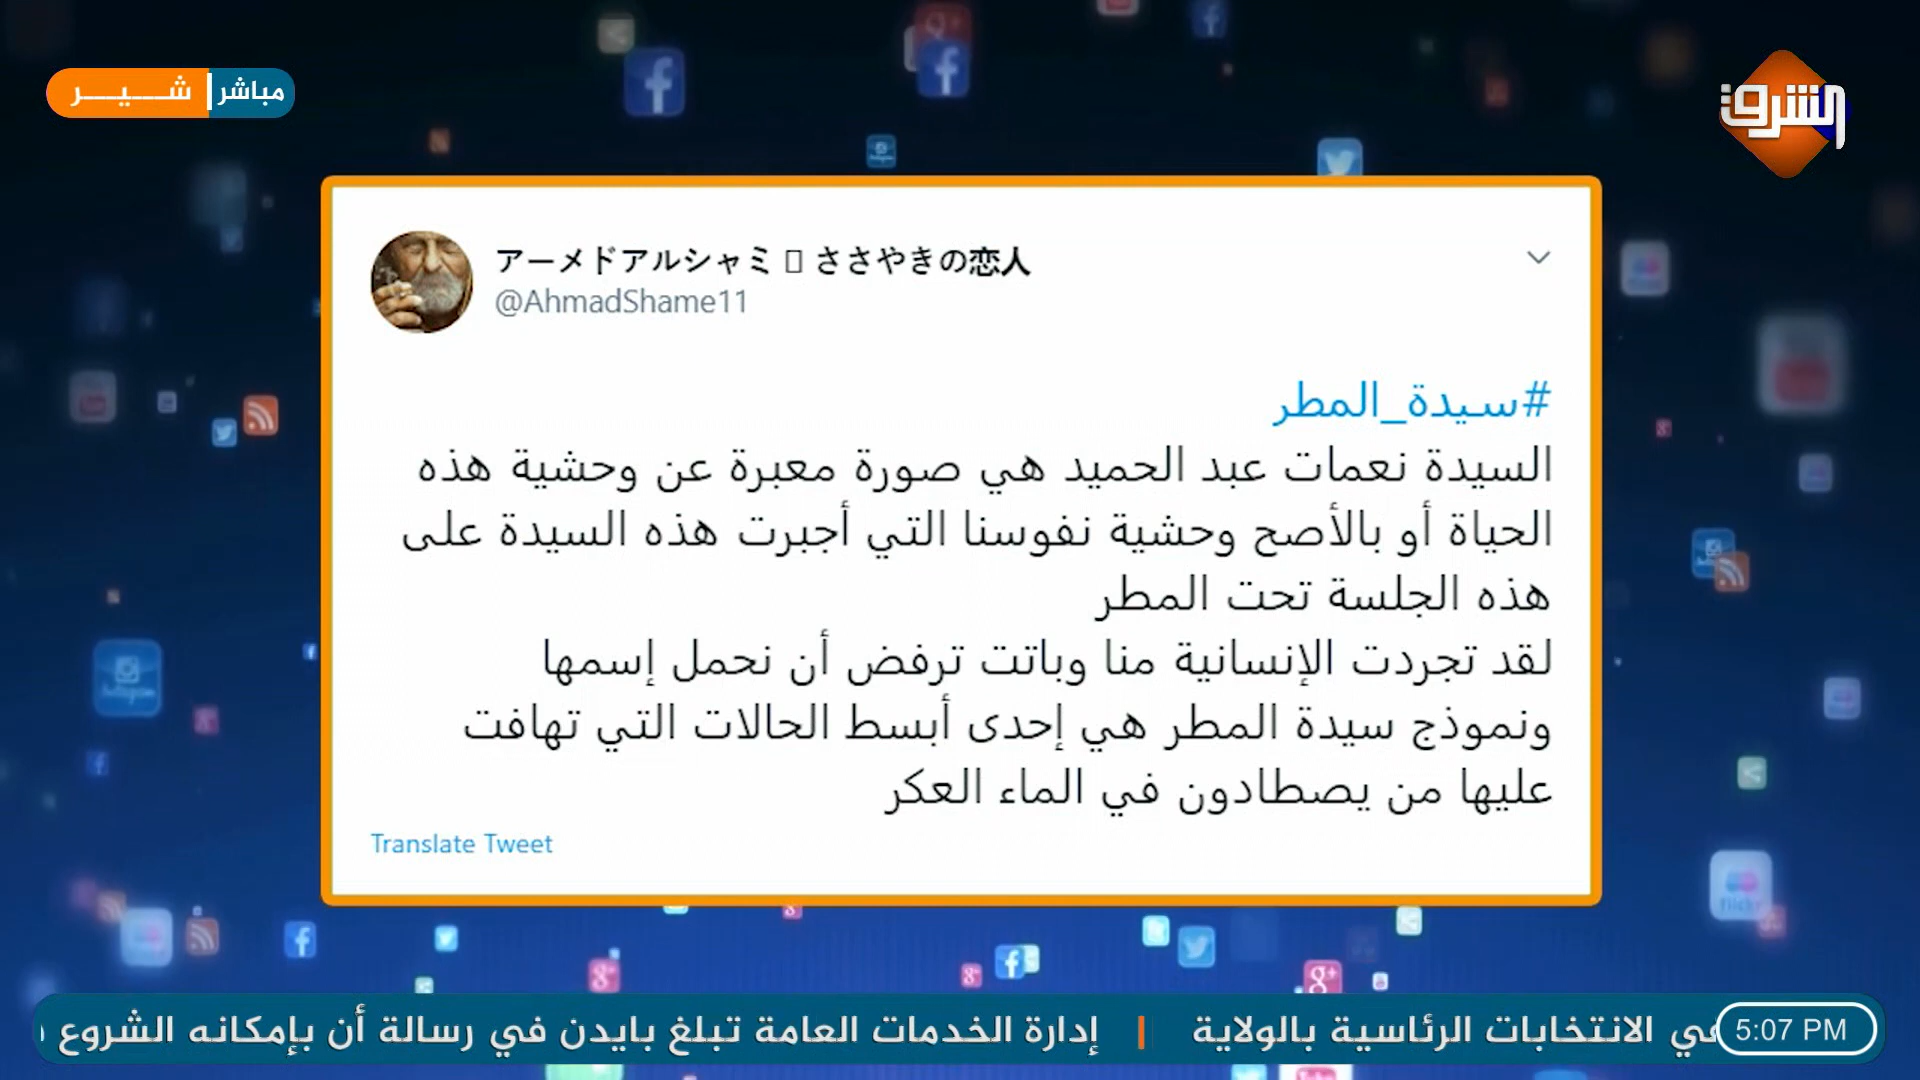 مباشر | شـــيـــر
الشرق
アーメドアルシャミ ▯ ささやきの恋人
@AhmadShame11
#سيدة_المطر
السيدة نعمات عبد الحميد هي صورة معبرة عن وحشية هذه
الحياة أو بالأصح وحشية نفوسنا التي أجبرت هذه السيدة على
هذه الجلسة تحت المطر
لقد تجردت الإنسانية منا وباتت ترفض أن نحمل إسمها
ونموذج سيدة المطر هي إحدى أبسط الحالات التي تهافت
عليها من يصطادون في الماء العكر
Translate Tweet
في الانتخابات الرئاسية بالولاية | إدارة الخدمات العامة تبلغ بايدن في رسالة أن بإمكانه الشروع
5:07 PM